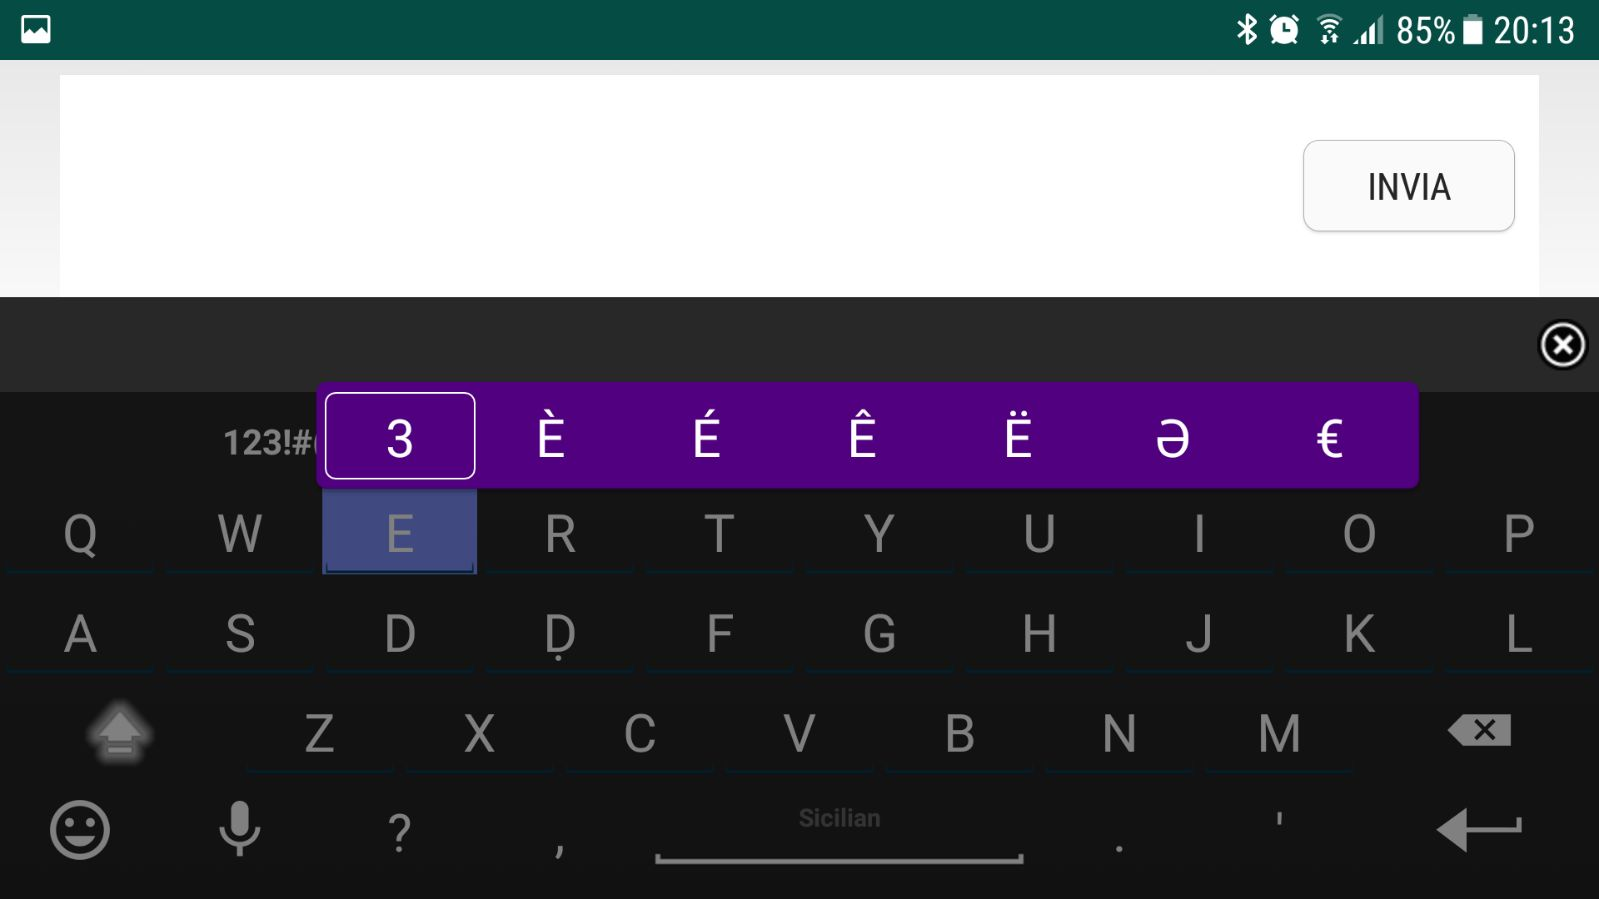 85% 20:13
INVIA
123!#(
3 È É Ê Ë Ə €
Q W E R T Y U I O P
A S D Ḍ F G H J K L
Z X C V B N M
? , Sicilian . '